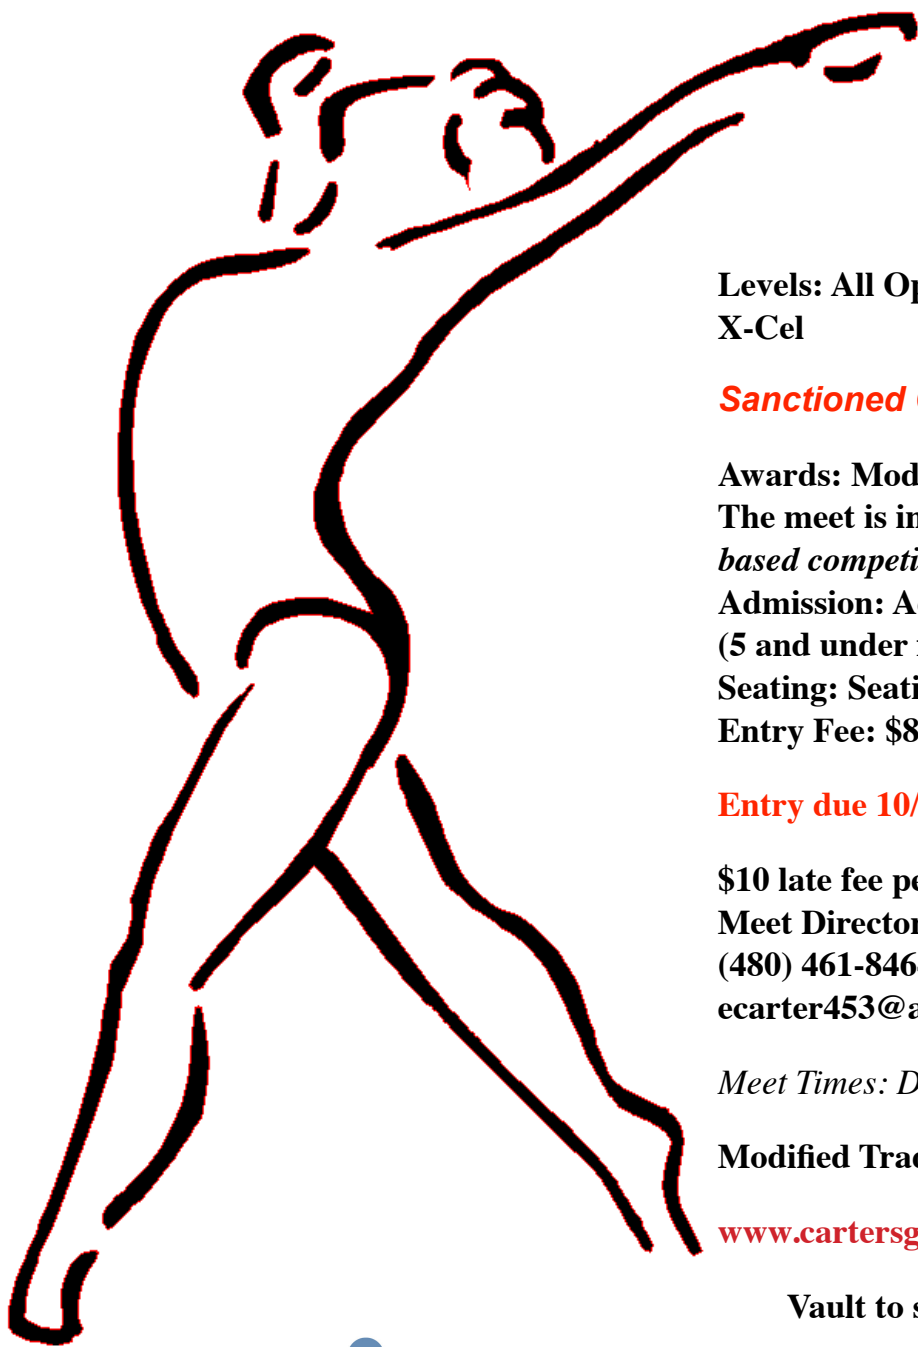 Levels: All Op
X-Cel
Sanctioned
Awards: Mod
The meet is in
based competi
Admission: A
(5 and under
Seating: Seati
Entry Fee: $8
Entry due 10/
$10 late fee pe
Meet Director
(480) 461-846
ecarter453@a
Meet Times: D
Modified Trad
www.cartersg
Vault to s